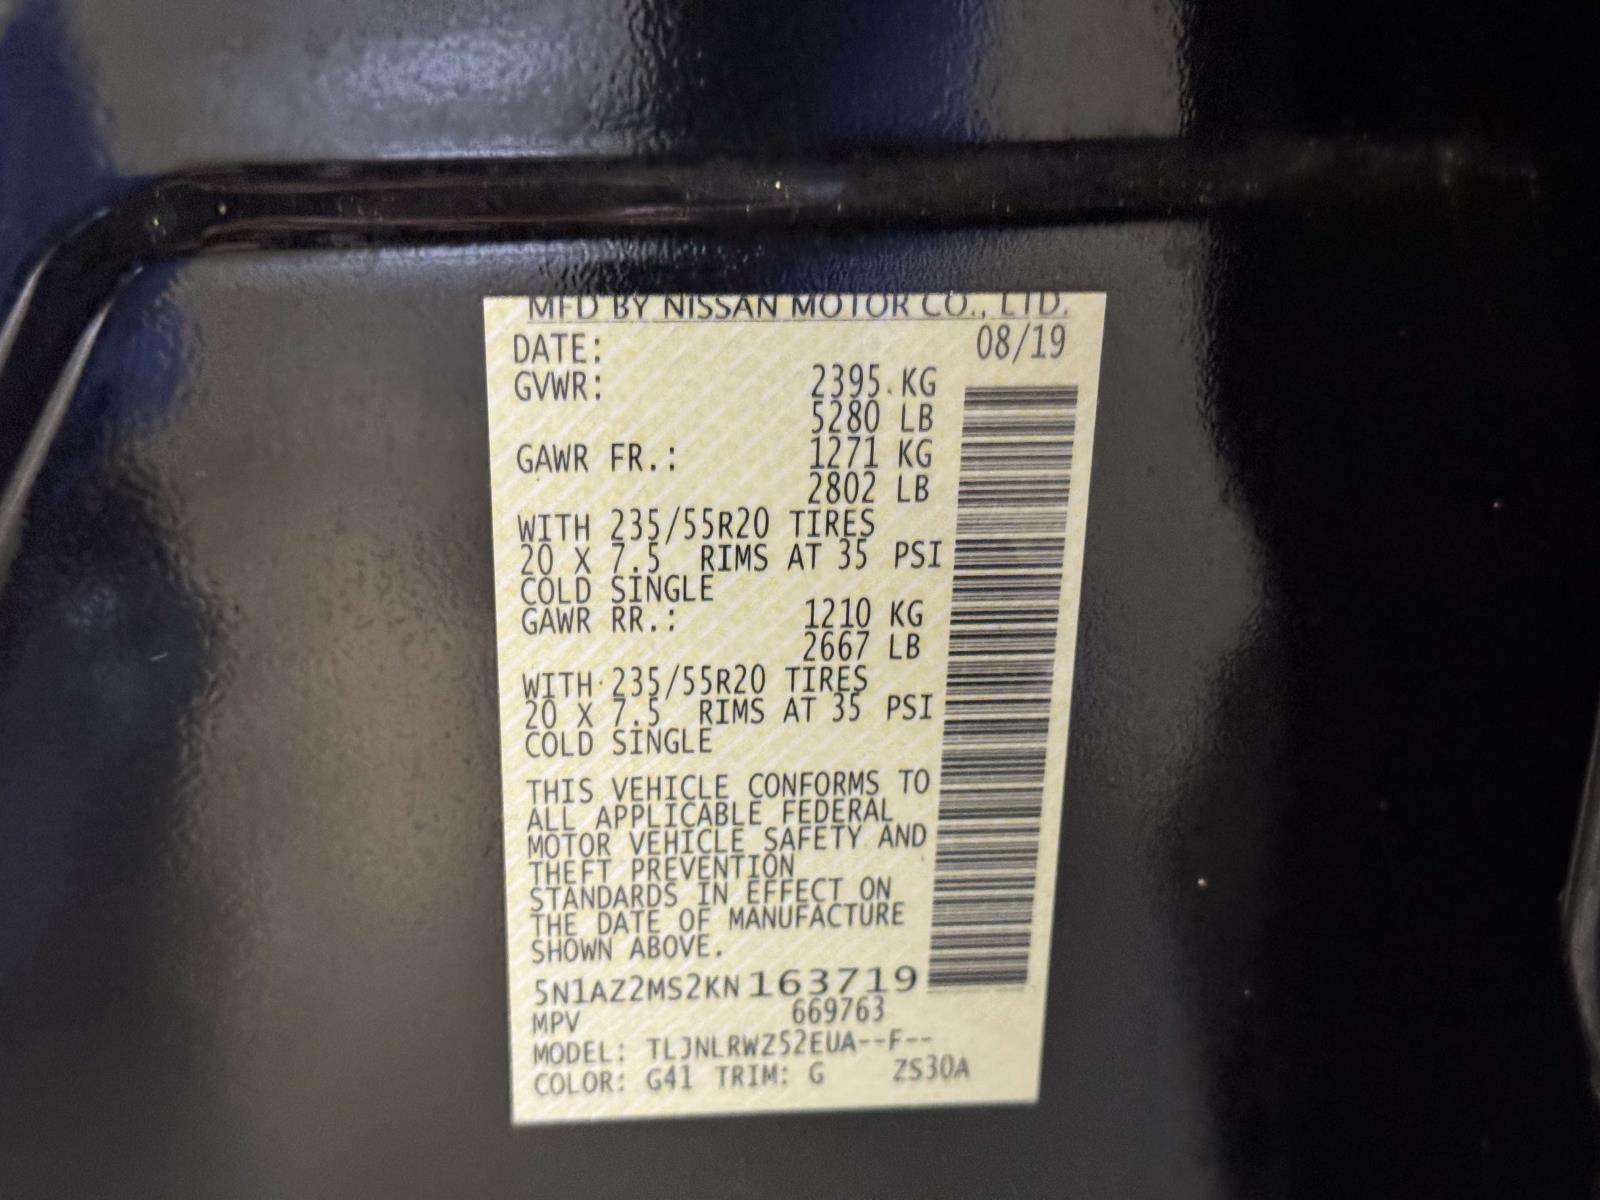 MFD BY NISSAN MOTOR CO., LTD.
DATE: 08/19
GVWR: 2395 KG
5280 LB
GAWR FR.: 1271 KG
2802 LB
WITH 235/55R20 TIRES
20 X 7.5 RIMS AT 35 PSI
COLD SINGLE
GAWR RR.: 1210 KG
2667 LB
WITH 235/55R20 TIRES
20 X 7.5 RIMS AT 35 PSI
COLD SINGLE
THIS VEHICLE CONFORMS TO
ALL APPLICABLE FEDERAL
MOTOR VEHICLE SAFETY AND
THEFT PREVENTION
STANDARDS IN EFFECT ON
THE DATE OF MANUFACTURE
SHOWN ABOVE.
5N1AZ2MS2KN163719
MPV 669763
MODEL: TLJNLRWZ52EUA--F--
COLOR: G41 TRIM: G ZS30A